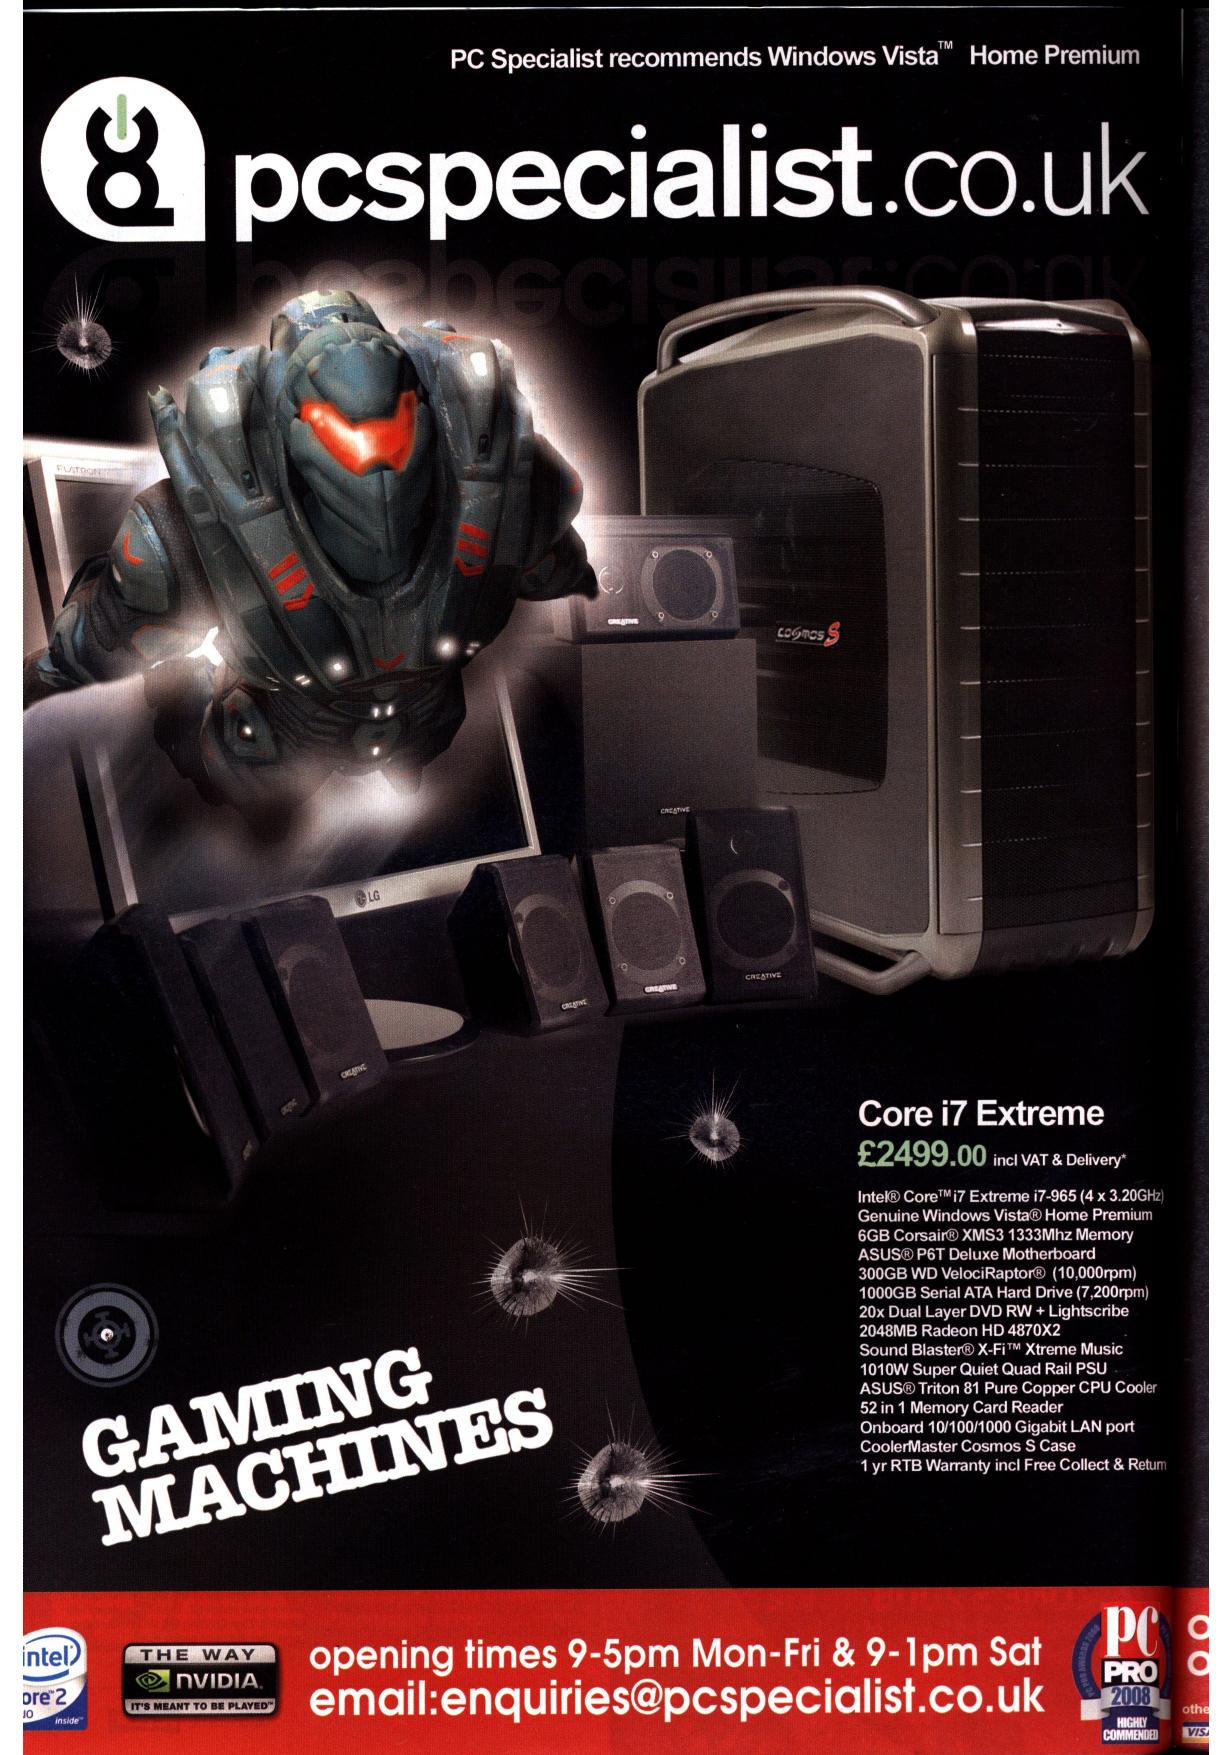 PC Specialist recommends Windows Vista™ Home Premium
pcspecialist.co.uk
FLATRON
CREATIVE
COSMOS S
CREATIVE
LG
CREATIVE
CREATIVE
CREATIVE
CREATIVE
Core i7 Extreme
£2499.00 incl VAT & Delivery*
Intel® Core™ i7 Extreme i7-965 (4 x 3.20GHz)
Genuine Windows Vista® Home Premium
6GB Corsair® XMS3 1333Mhz Memory
ASUS® P6T Deluxe Motherboard
300GB WD VelociRaptor® (10,000rpm)
1000GB Serial ATA Hard Drive (7,200rpm)
20x Dual Layer DVD RW + Lightscribe
2048MB Radeon HD 4870X2
Sound Blaster® X-Fi™ Xtreme Music
1010W Super Quiet Quad Rail PSU
ASUS® Triton 81 Pure Copper CPU Cooler
52 in 1 Memory Card Reader
Onboard 10/100/1000 Gigabit LAN port
CoolerMaster Cosmos S Case
1 yr RTB Warranty incl Free Collect & Return
GAMING
MACHINES
intel
ore™2
inside™
THE WAY
NVIDIA.
IT'S MEANT TO BE PLAYED™
opening times 9-5pm Mon-Fri & 9-1pm Sat
email:enquiries@pcspecialist.co.uk
PC
PRO
2008
HIGHLY
COMMENDED
othe
VISA